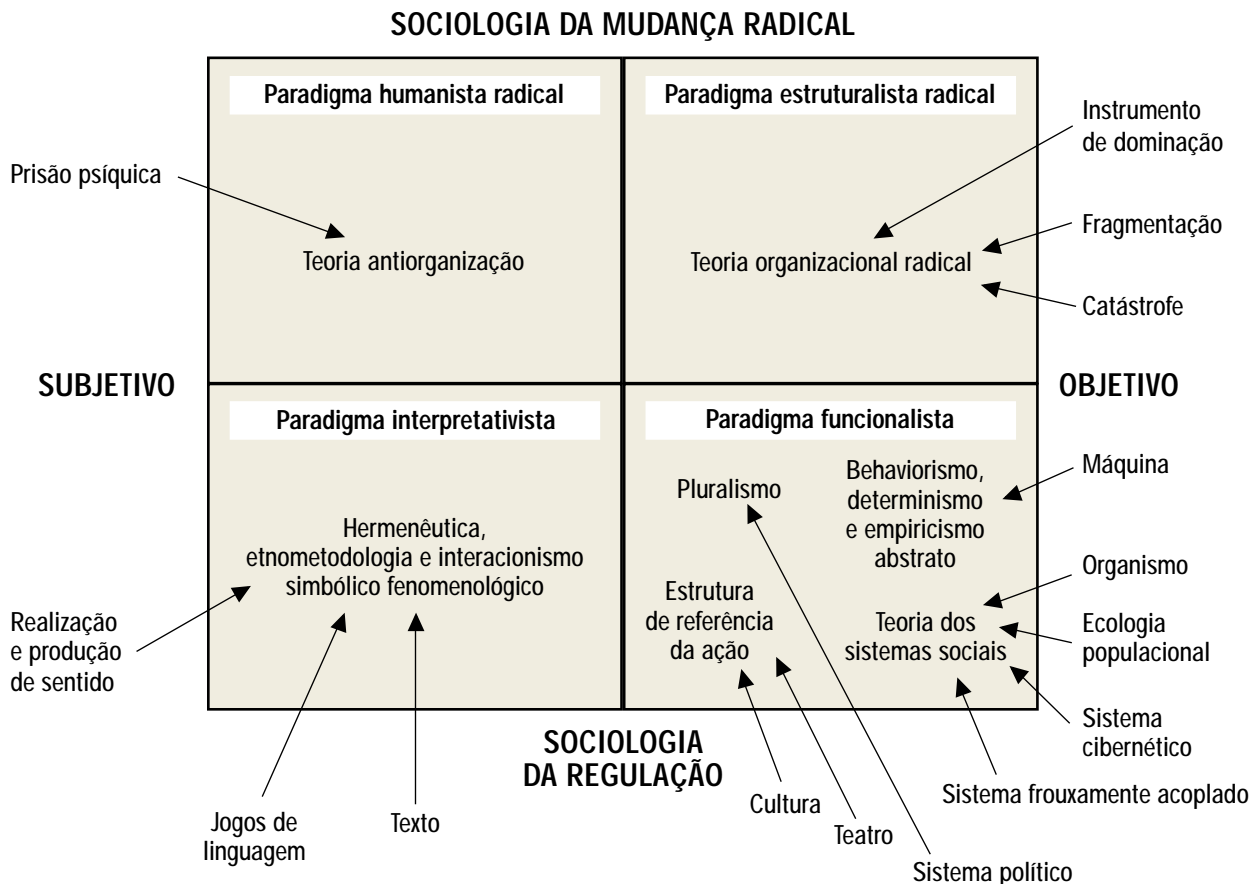 SOCIOLOGIA DA MUDANÇA RADICAL
Paradigma humanista radical
Paradigma estruturalista radical
Instrumento
de dominação
Prisão psíquica
Fragmentação
Teoria antiorganização
Teoria organizacional radical
Catástrofe
SUBJETIVO
OBJETIVO
Paradigma interpretativista
Paradigma funcionalista
Máquina
Pluralismo
Behaviorismo,
determinismo
e empiricismo
abstrato
Hermenêutica,
etnometodologia e interacionismo
simbólico fenomenológico
Organismo
Estrutura
de referência
da ação
Teoria dos
sistemas sociais
Ecologia
populacional
Realização
e produção
de sentido
Sistema
cibernético
SOCIOLOGIA
DA REGULAÇÃO
Sistema frouxamente acoplado
Cultura
Jogos de
linguagem
Texto
Teatro
Sistema político